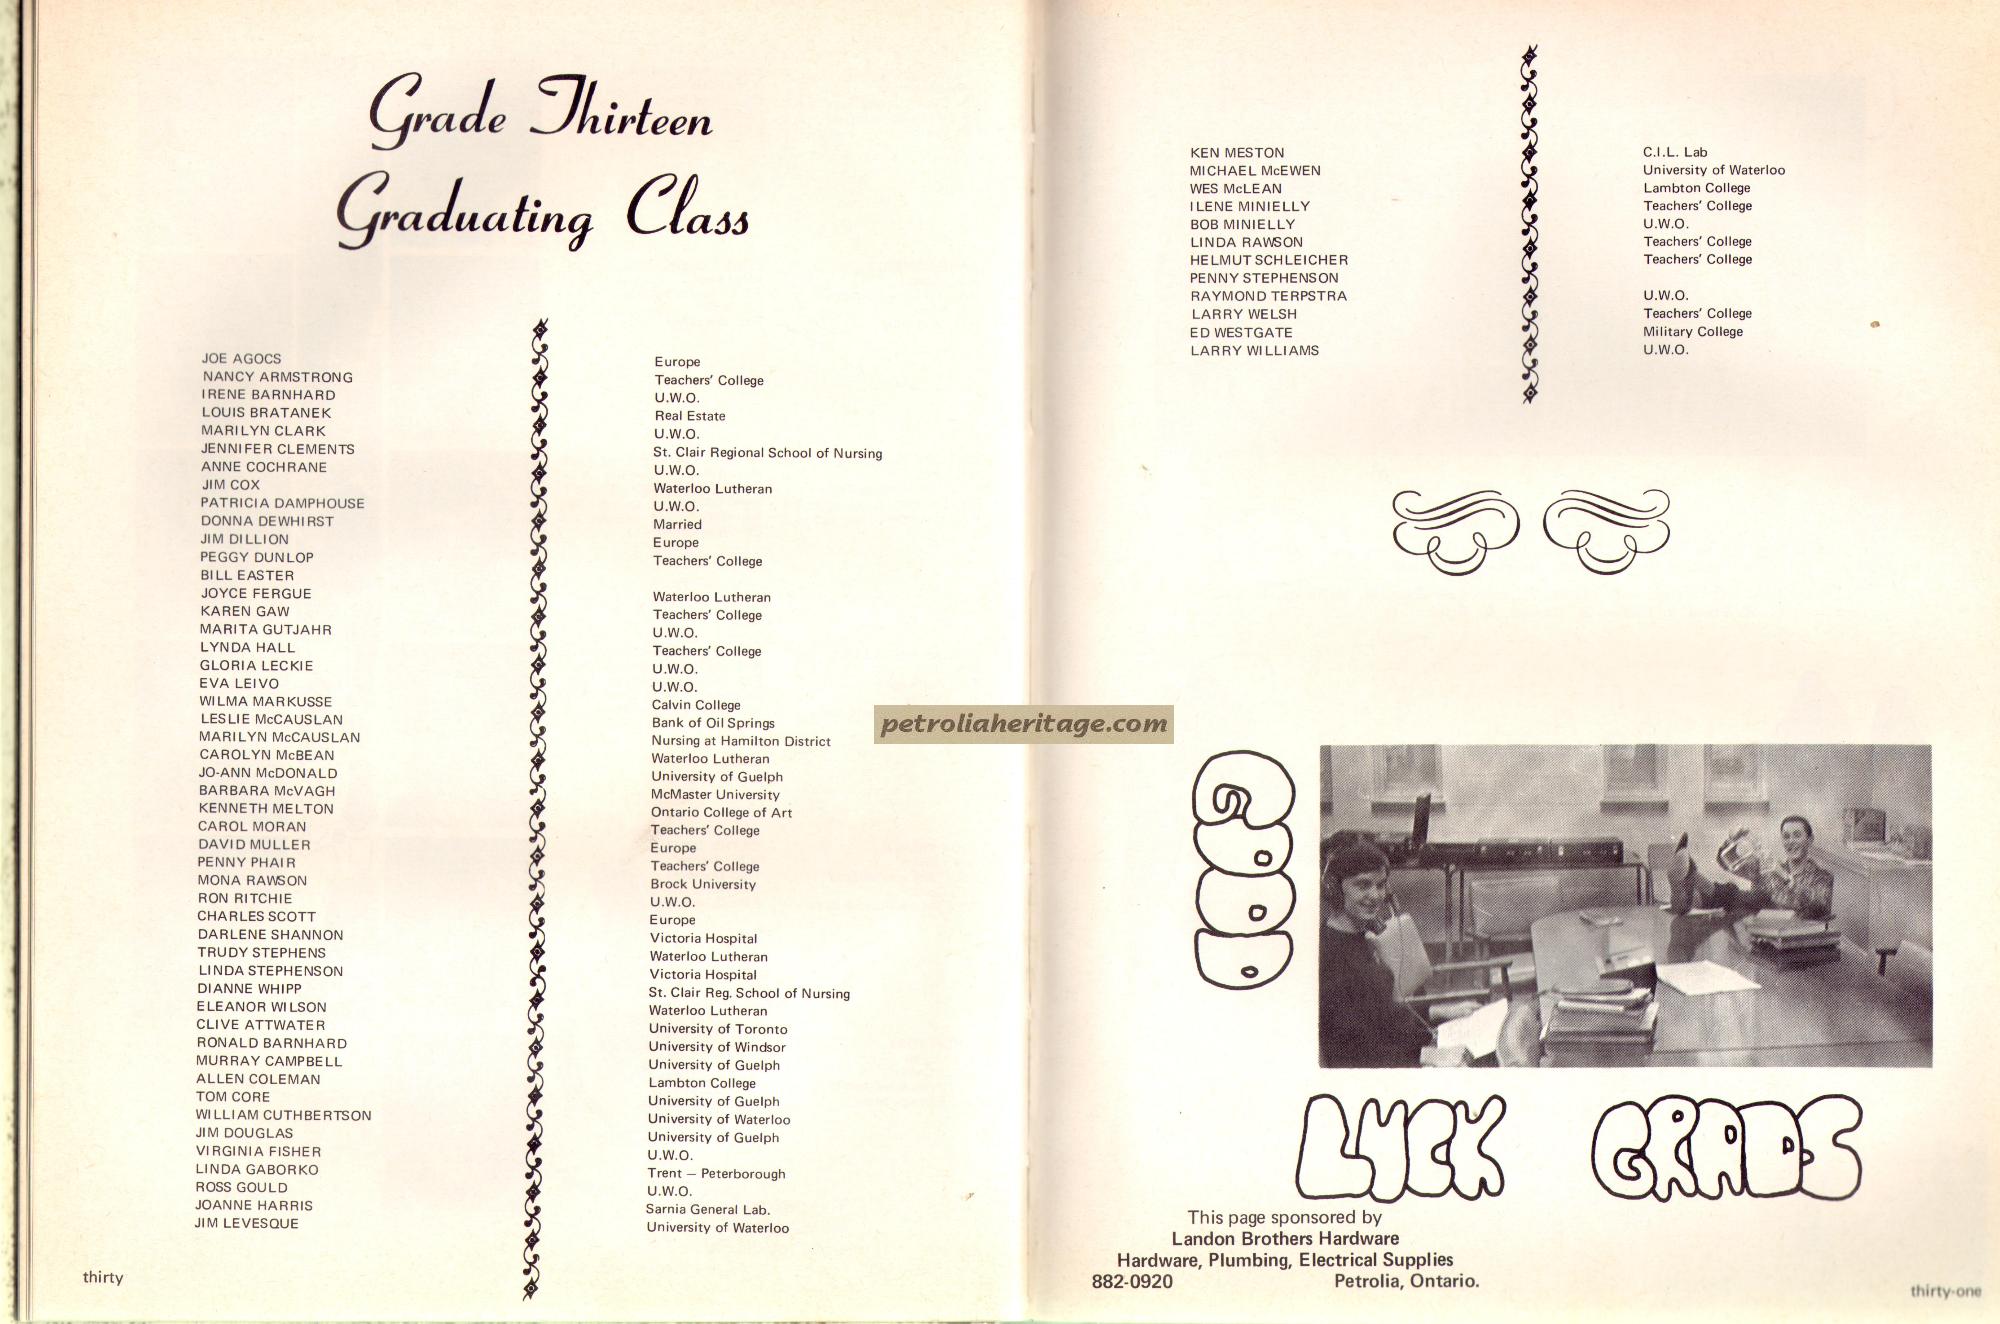 Grade Thirteen
Graduating Class
JOE AGOCS Europe
NANCY ARMSTRONG Teachers' College
IRENE BARNHARD U.W.O.
LOUIS BRATANEK Real Estate
MARILYN CLARK U.W.O.
JENNIFER CLEMENTS St. Clair Regional School of Nursing
ANNE COCHRANE U.W.O.
JIM COX Waterloo Lutheran
PATRICIA DAMPHOUSE U.W.O.
DONNA DEWHIRST Married
JIM DILLION Europe
PEGGY DUNLOP Teachers' College
BILL EASTER
JOYCE FERGUE Waterloo Lutheran
KAREN GAW Teachers' College
MARITA GUTJAHR U.W.O.
LYNDA HALL Teachers' College
GLORIA LECKIE U.W.O.
EVA LEIVO U.W.O.
WILMA MARKUSSE Calvin College
LESLIE McCAUSLAN Bank of Oil Springs
MARILYN McCAUSLAN Nursing at Hamilton District
CAROLYN McBEAN Waterloo Lutheran
JO-ANN McDONALD University of Guelph
BARBARA McVAGH McMaster University
KENNETH MELTON Ontario College of Art
CAROL MORAN Teachers' College
DAVID MULLER Europe
PENNY PHAIR Teachers' College
MONA RAWSON Brock University
RON RITCHIE U.W.O.
CHARLES SCOTT Europe
DARLENE SHANNON Victoria Hospital
TRUDY STEPHENS Waterloo Lutheran
LINDA STEPHENSON Victoria Hospital
DIANNE WHIPP St. Clair Reg. School of Nursing
ELEANOR WILSON Waterloo Lutheran
CLIVE ATTWATER University of Toronto
RONALD BARNHARD University of Windsor
MURRAY CAMPBELL University of Guelph
ALLEN COLEMAN Lambton College
TOM CORE University of Guelph
WILLIAM CUTHBERTSON University of Waterloo
JIM DOUGLAS University of Guelph
VIRGINIA FISHER U.W.O.
LINDA GABORKO Trent – Peterborough
ROSS GOULD U.W.O.
JOANNE HARRIS Sarnia General Lab.
JIM LEVESQUE University of Waterloo
thirty
KEN MESTON C.I.L. Lab
MICHAEL McEWEN University of Waterloo
WES McLEAN Lambton College
ILENE MINIELLY Teachers' College
BOB MINIELLY U.W.O.
LINDA RAWSON Teachers' College
HELMUT SCHLEICHER Teachers' College
PENNY STEPHENSON
RAYMOND TERPSTRA U.W.O.
LARRY WELSH Teachers' College
ED WESTGATE Military College
LARRY WILLIAMS U.W.O.
petroliaheritage.com
GOOD
LUCK GRADS
This page sponsored by
Landon Brothers Hardware
Hardware, Plumbing, Electrical Supplies
882-0920 Petrolia, Ontario.
thirty-one